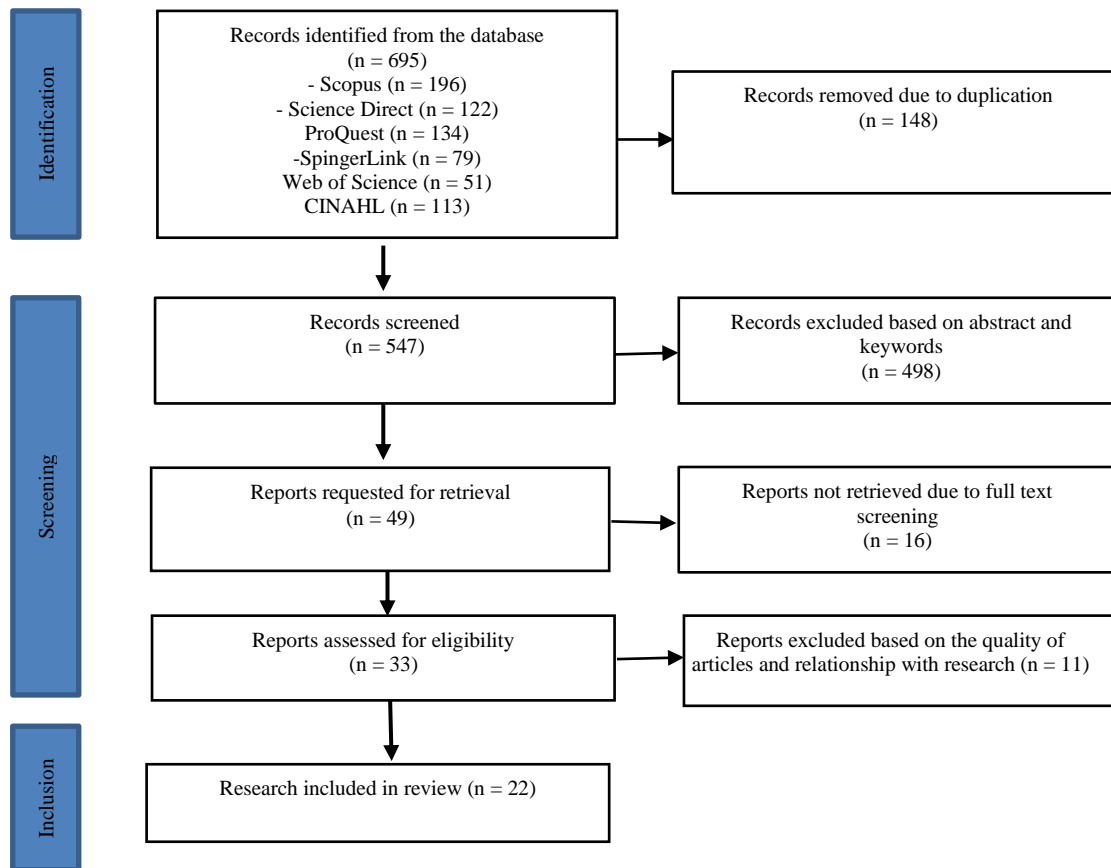 Identification
Records identified from the database
(n = 695)
- Scopus (n = 196)
- Science Direct (n = 122)
ProQuest (n = 134)
-SpingerLink (n = 79)
Web of Science (n = 51)
CINAHL (n = 113)
Records removed due to duplication
(n = 148)
Screening
Records screened
(n = 547)
Records excluded based on abstract and
keywords
(n = 498)
Reports requested for retrieval
(n = 49)
Reports not retrieved due to full text
screening
(n = 16)
Reports assessed for eligibility
(n = 33)
Reports excluded based on the quality of
articles and relationship with research (n = 11)
Inclusion
Research included in review (n = 22)